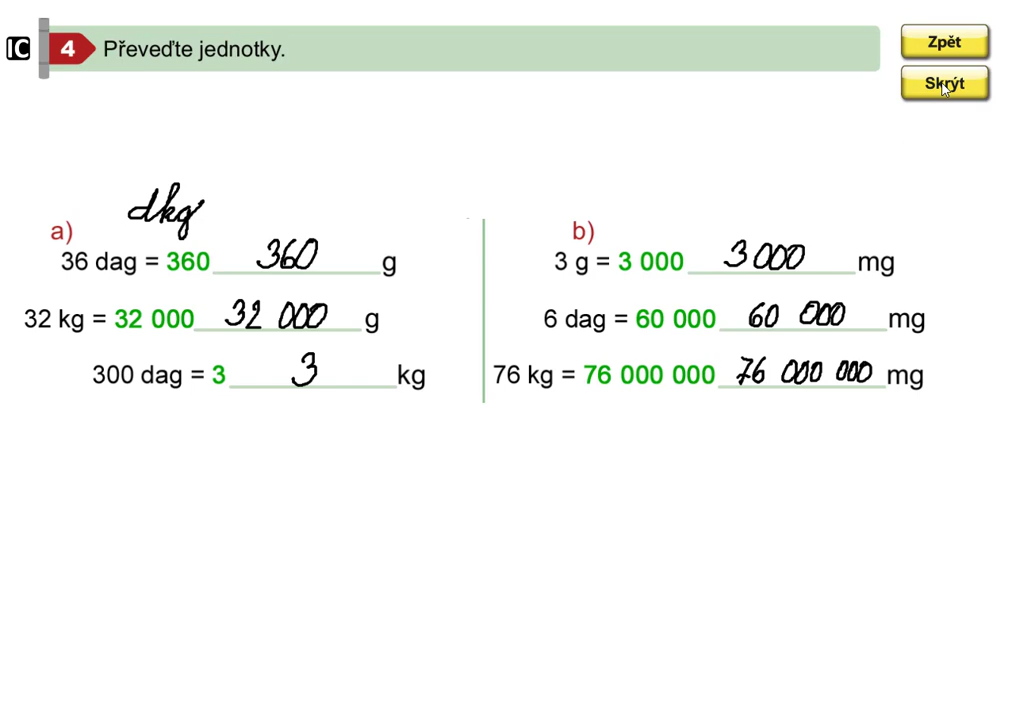 IC 4 Převeďte jednotky.
Zpět
Skrýt
dkg
a)
36 dag = 360 360 g
32 kg = 32 000 32 000 g
300 dag = 3 3 kg
b)
3 g = 3 000 3 000 mg
6 dag = 60 000 60 000 mg
76 kg = 76 000 000 76 000 000 mg